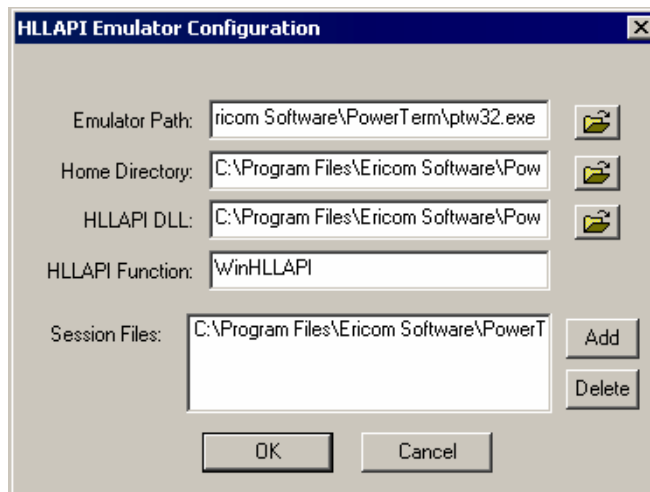 HLLAPI Emulator Configuration
Emulator Path: ricom Software\PowerTerm\ptw32.exe
Home Directory: C:\Program Files\Ericom Software\Pow
HLLAPI DLL: C:\Program Files\Ericom Software\Pow
HLLAPI Function: WinHLLAPI
Session Files: C:\Program Files\Ericom Software\PowerT
Add
Delete
OK Cancel